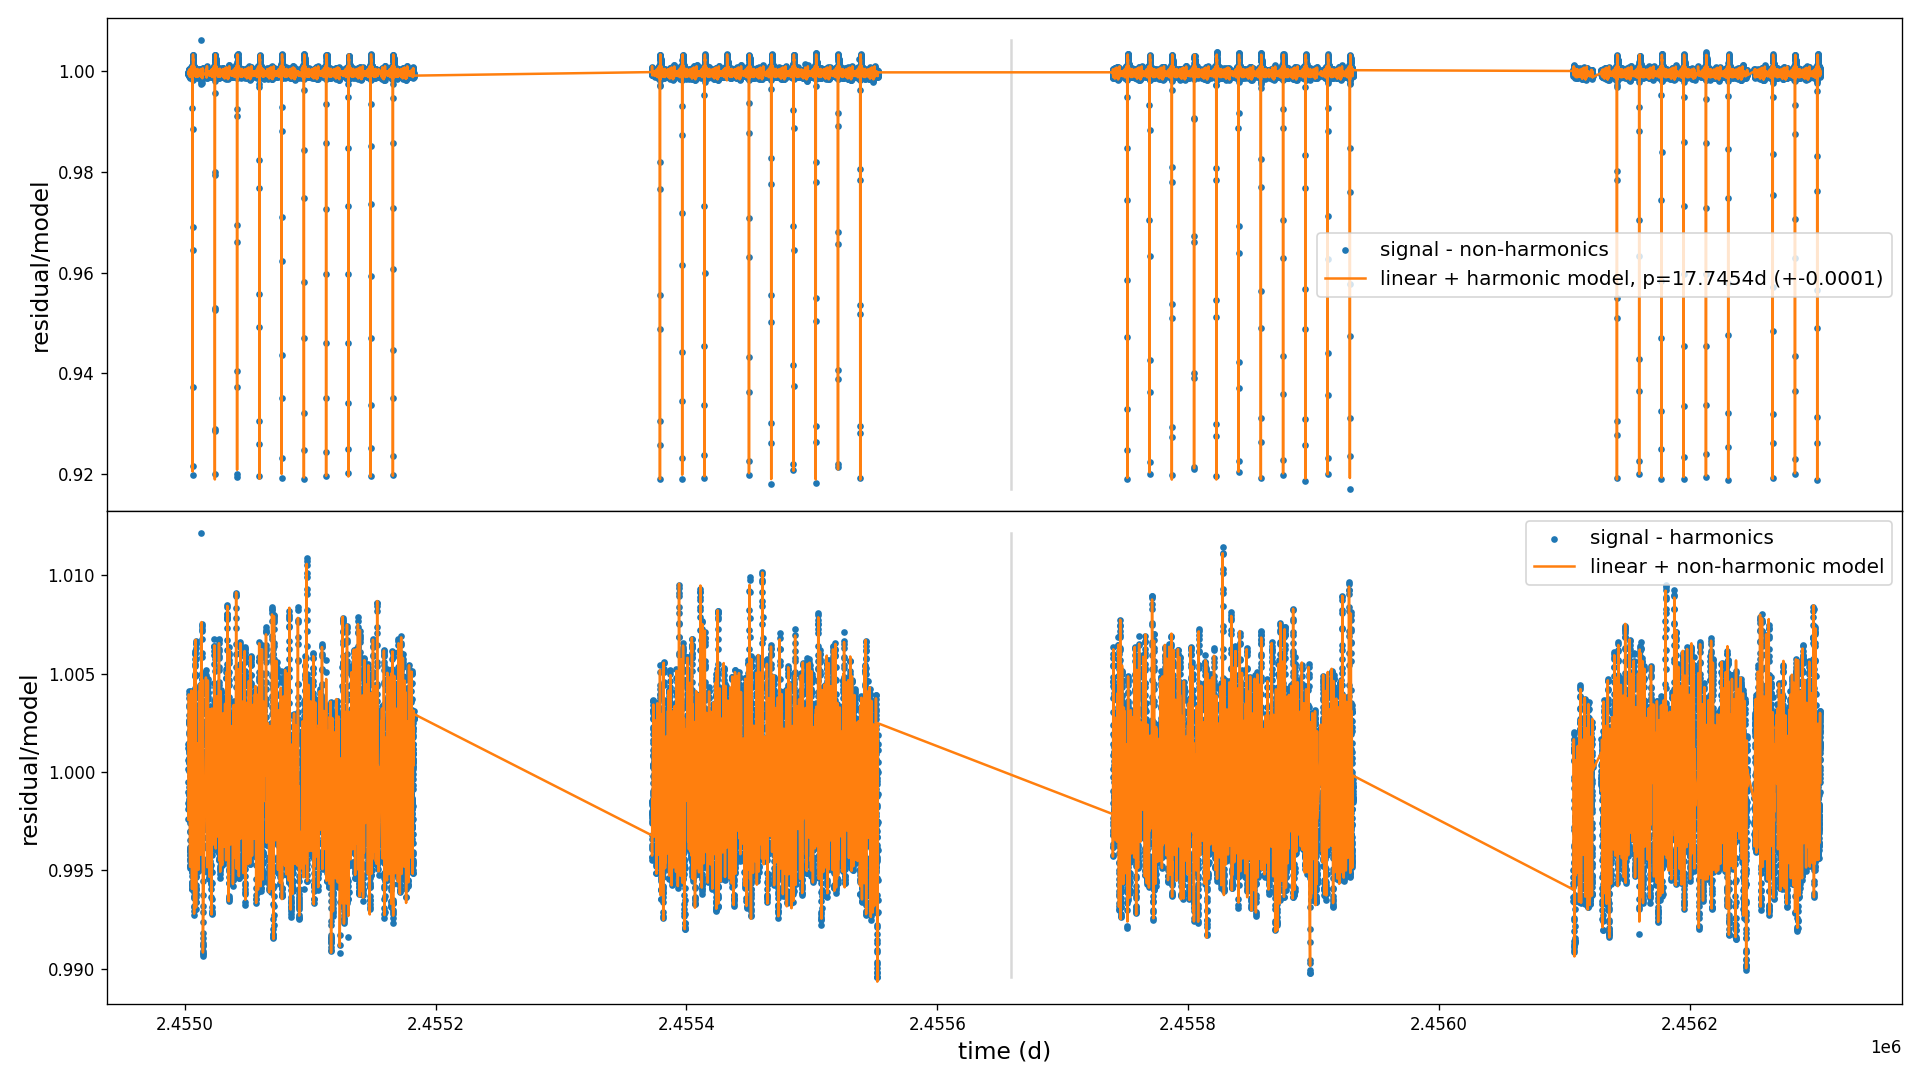 1.00
0.98
0.96
0.94
0.92
residual/model
signal - non-harmonics
linear + harmonic model, p=17.7454d (+-0.0001)
1.010
1.005
1.000
0.995
0.990
residual/model
signal - harmonics
linear + non-harmonic model
2.4550 2.4552 2.4554 2.4556 2.4558 2.4560 2.4562
1e6
time (d)